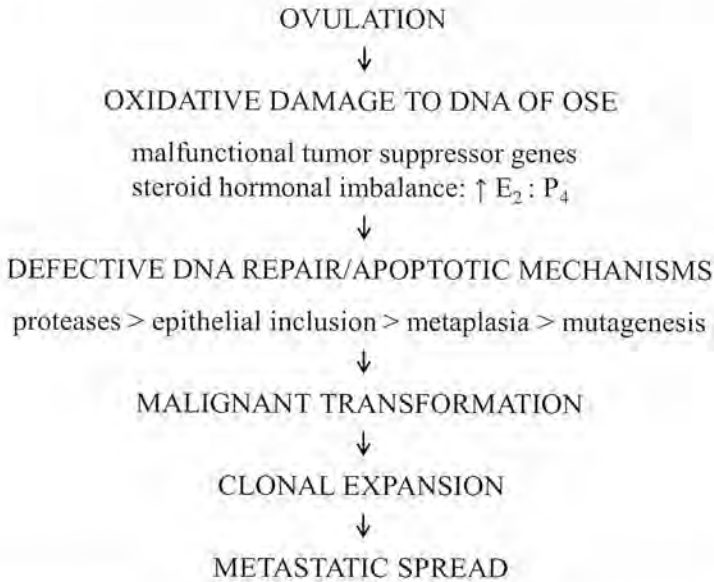 OVULATION
↓
OXIDATIVE DAMAGE TO DNA OF OSE
malfunctional tumor suppressor genes
steroid hormonal imbalance: ↑ E₂ : P₄
↓
DEFECTIVE DNA REPAIR/APOPTOTIC MECHANISMS
proteases > epithelial inclusion > metaplasia > mutagenesis
↓
MALIGNANT TRANSFORMATION
↓
CLONAL EXPANSION
↓
METASTATIC SPREAD